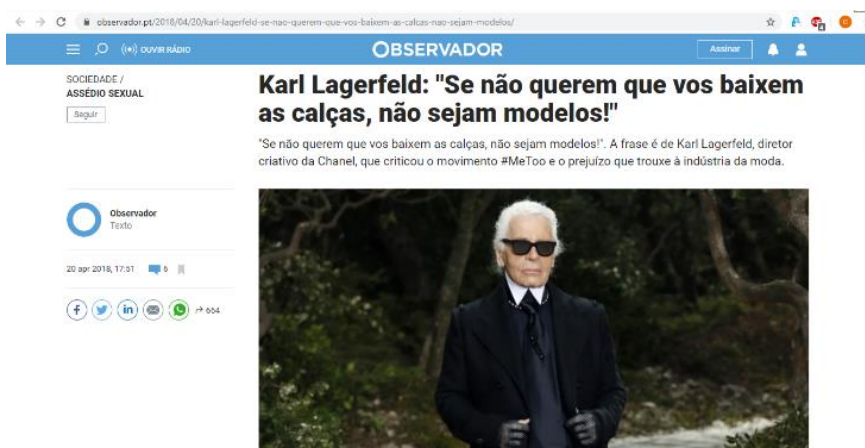 observador.pt/2018/04/20/karl-lagerfeld-se-nao-querem-que-vos-baixem-as-calcas-nao-sejam-modelos/
OUVIR RÁDIO
OBSERVADOR
Assinar
SOCIEDADE /
ASSÉDIO SEXUAL
Seguir
Karl Lagerfeld: "Se não querem que vos baixem
as calças, não sejam modelos!"
"Se não querem que vos baixem as calças, não sejam modelos!". A frase é de Karl Lagerfeld, diretor
criativo da Chanel, que criticou o movimento #MeToo e o prejuízo que trouxe à indústria da moda.
Observador
Texto
20 apr 2018, 17:51 6
664